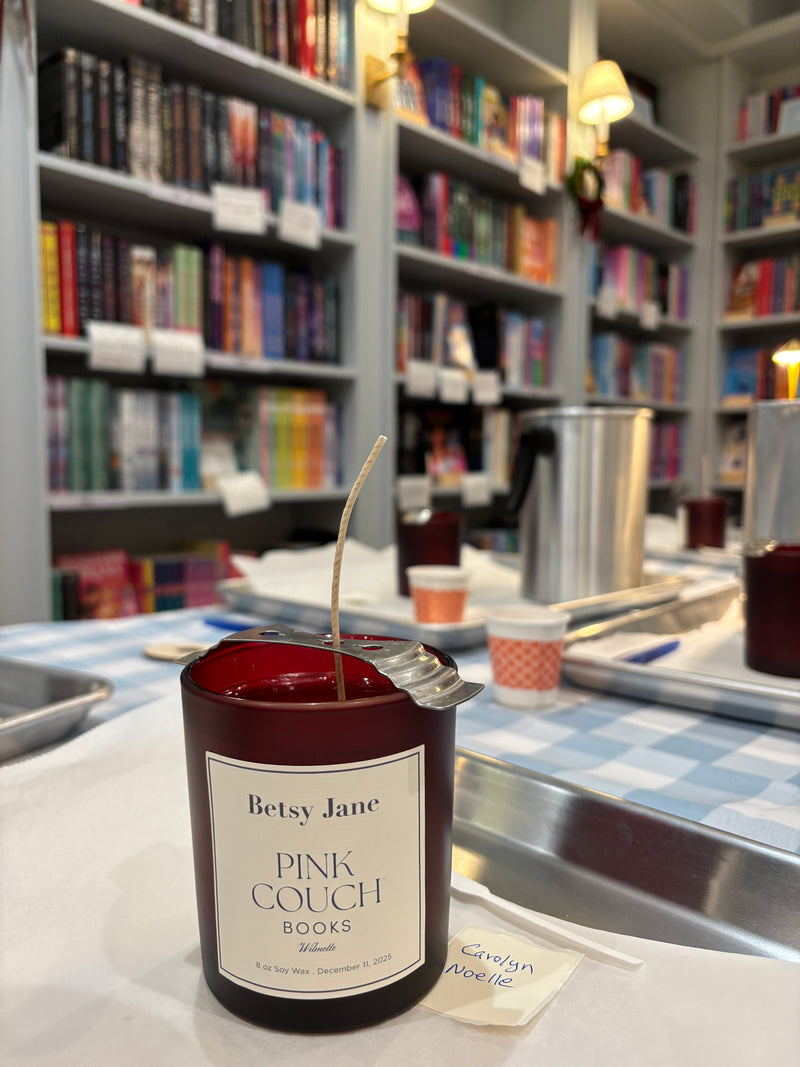 Betsy Jane
PINK
COUCH
BOOKS
Wilmette
8 oz Soy Wax . December 11, 2025
Carolyn
Noelle